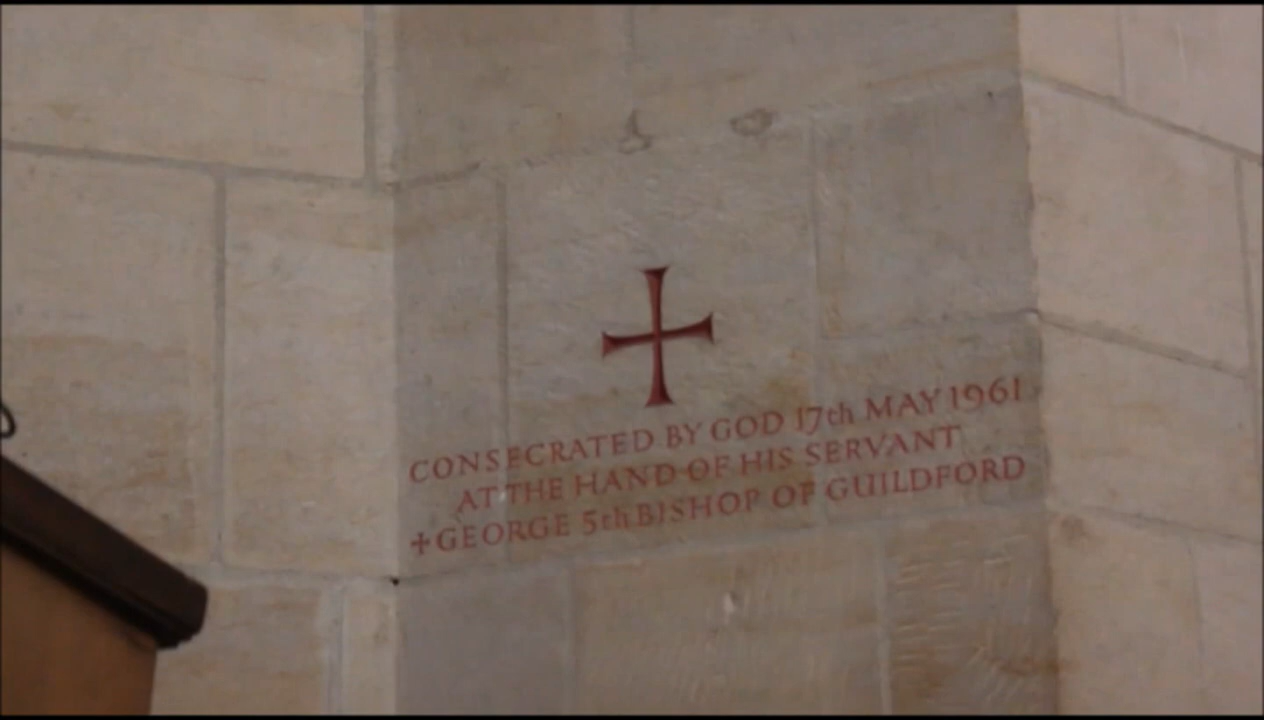 CONSECRATED BY GOD 17th MAY 1961
AT THE HAND OF HIS SERVANT
+GEORGE 5th BISHOP OF GUILDFORD